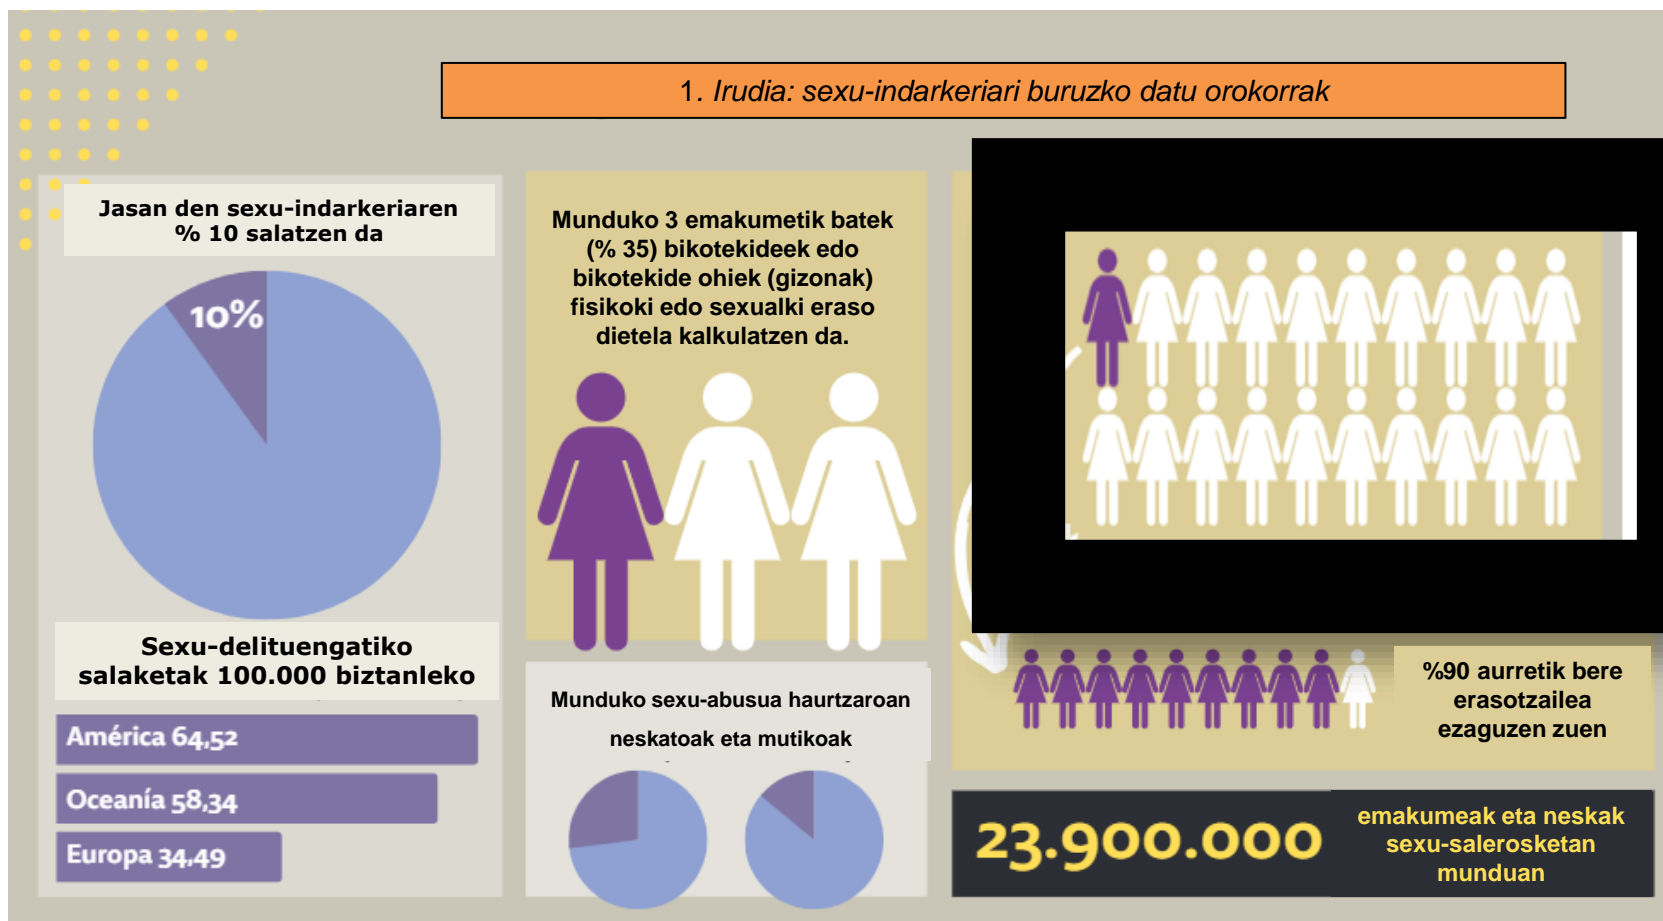 1. Irudia: sexu-indarkeriari buruzko datu orokorrak
Jasan den sexu-indarkeriaren
% 10 salatzen da
10%
Sexu-delituengatiko
salaketak 100.000 biztanleko
América 64,52
Oceanía 58,34
Europa 34,49
Munduko 3 emakumetik batek
(% 35) bikotekideek edo
bikotekide ohiek (gizonak)
fisikoki edo sexualki eraso
dietela kalkulatzen da.
Munduko sexu-abusua haurtzaroan
neskatoak eta mutikoak
%90 aurretik bere
erasotzailea
ezaguzen zuen
23.900.000
emakumeak eta neskak
sexu-salerosketan
munduan